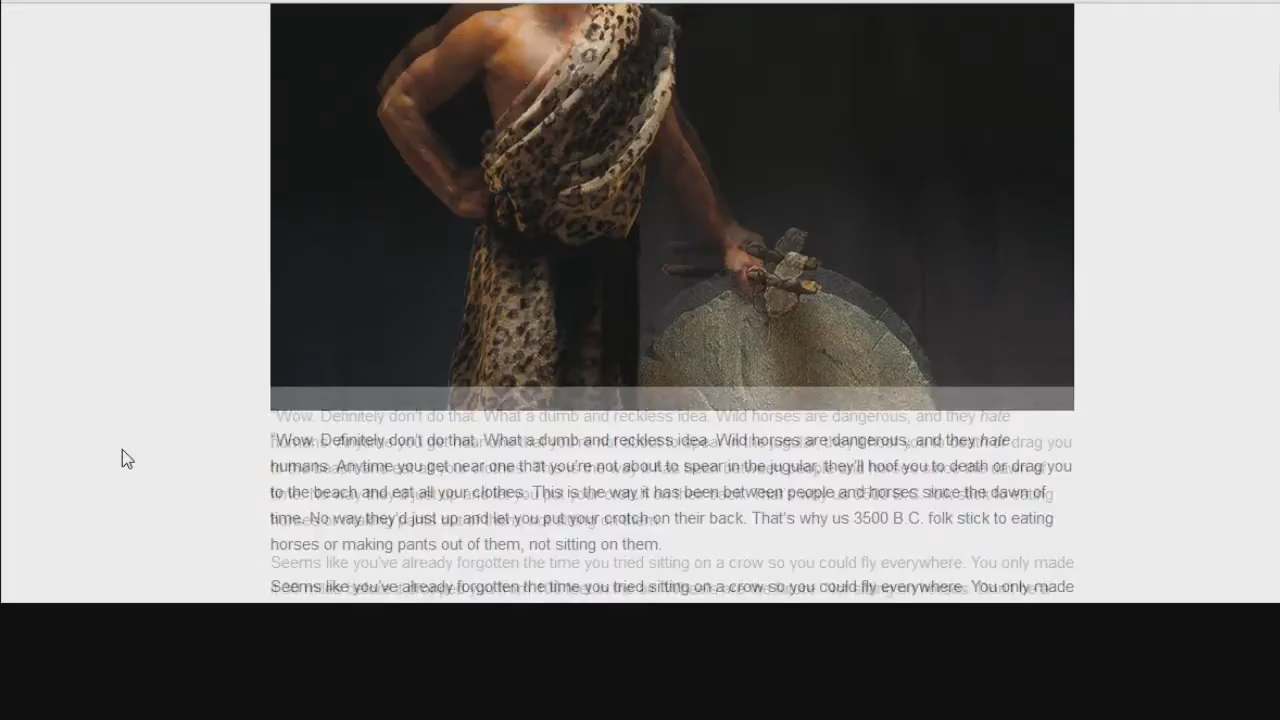 "Wow. Definitely don't do that. What a dumb and reckless idea. Wild horses are dangerous, and they hate
humans. Anytime you get near one that you're not about to spear in the jugular, they'll hoof you to death or drag you
to the beach and eat all your clothes. This is the way it has been between people and horses since the dawn of
time. No way they'd just up and let you put your crotch on their back. That's why us 3500 B.C. folk stick to eating
horses or making pants out of them, not sitting on them.
Seems like you've already forgotten the time you tried sitting on a crow so you could fly everywhere. You only made